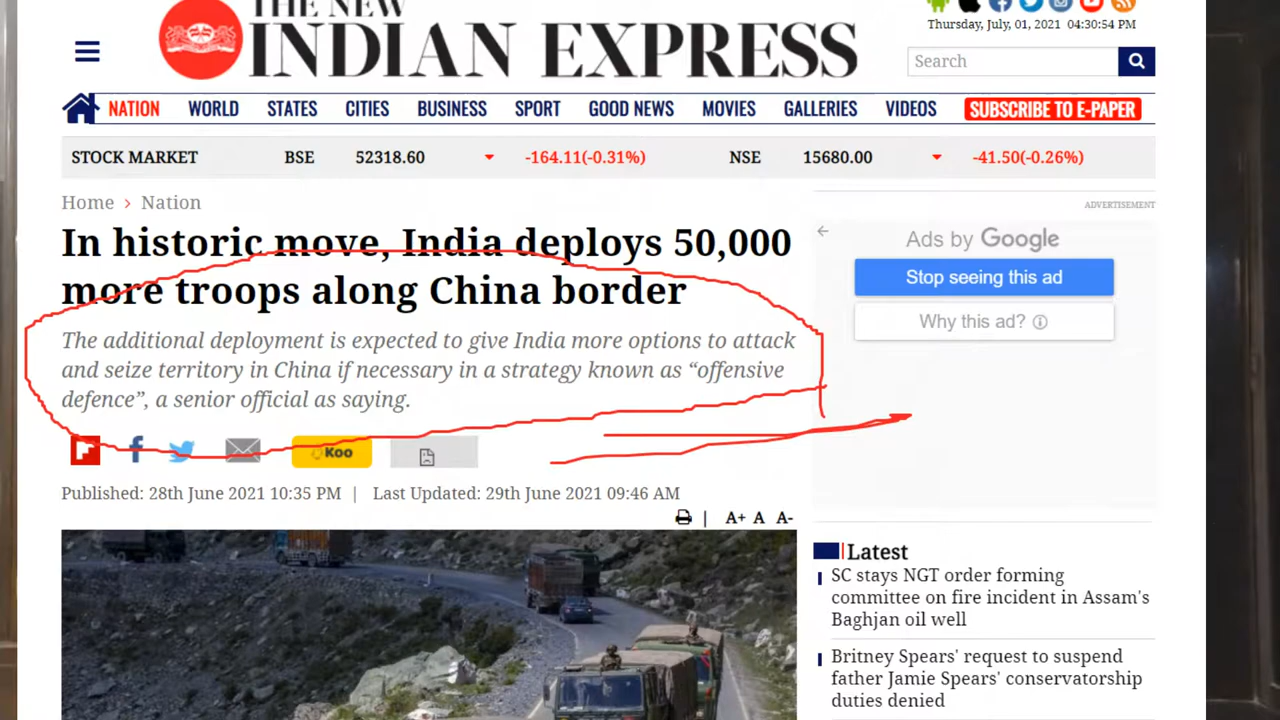 THE NEW
INDIAN EXPRESS
Thursday, July, 01, 2021 04:30:54 PM
Search
NATION WORLD STATES CITIES BUSINESS SPORT GOOD NEWS MOVIES GALLERIES VIDEOS SUBSCRIBE TO E-PAPER
STOCK MARKET BSE 52318.60 -164.11(-0.31%) NSE 15680.00 -41.50(-0.26%)
Home > Nation
ADVERTISEMENT
In historic move, India deploys 50,000
more troops along China border
The additional deployment is expected to give India more options to attack
and seize territory in China if necessary in a strategy known as “offensive
defence”, a senior official as saying.
Koo
Published: 28th June 2021 10:35 PM | Last Updated: 29th June 2021 09:46 AM
| A+ A A-
Ads by Google
Stop seeing this ad
Why this ad?
Latest
SC stays NGT order forming
committee on fire incident in Assam's
Baghjan oil well
Britney Spears' request to suspend
father Jamie Spears' conservatorship
duties denied